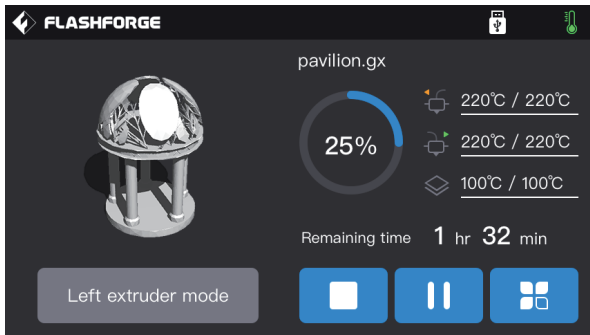 FLASHFORGE
pavilion.gx
25%
220℃ / 220℃
220℃ / 220℃
100℃ / 100℃
Remaining time 1 hr 32 min
Left extruder mode